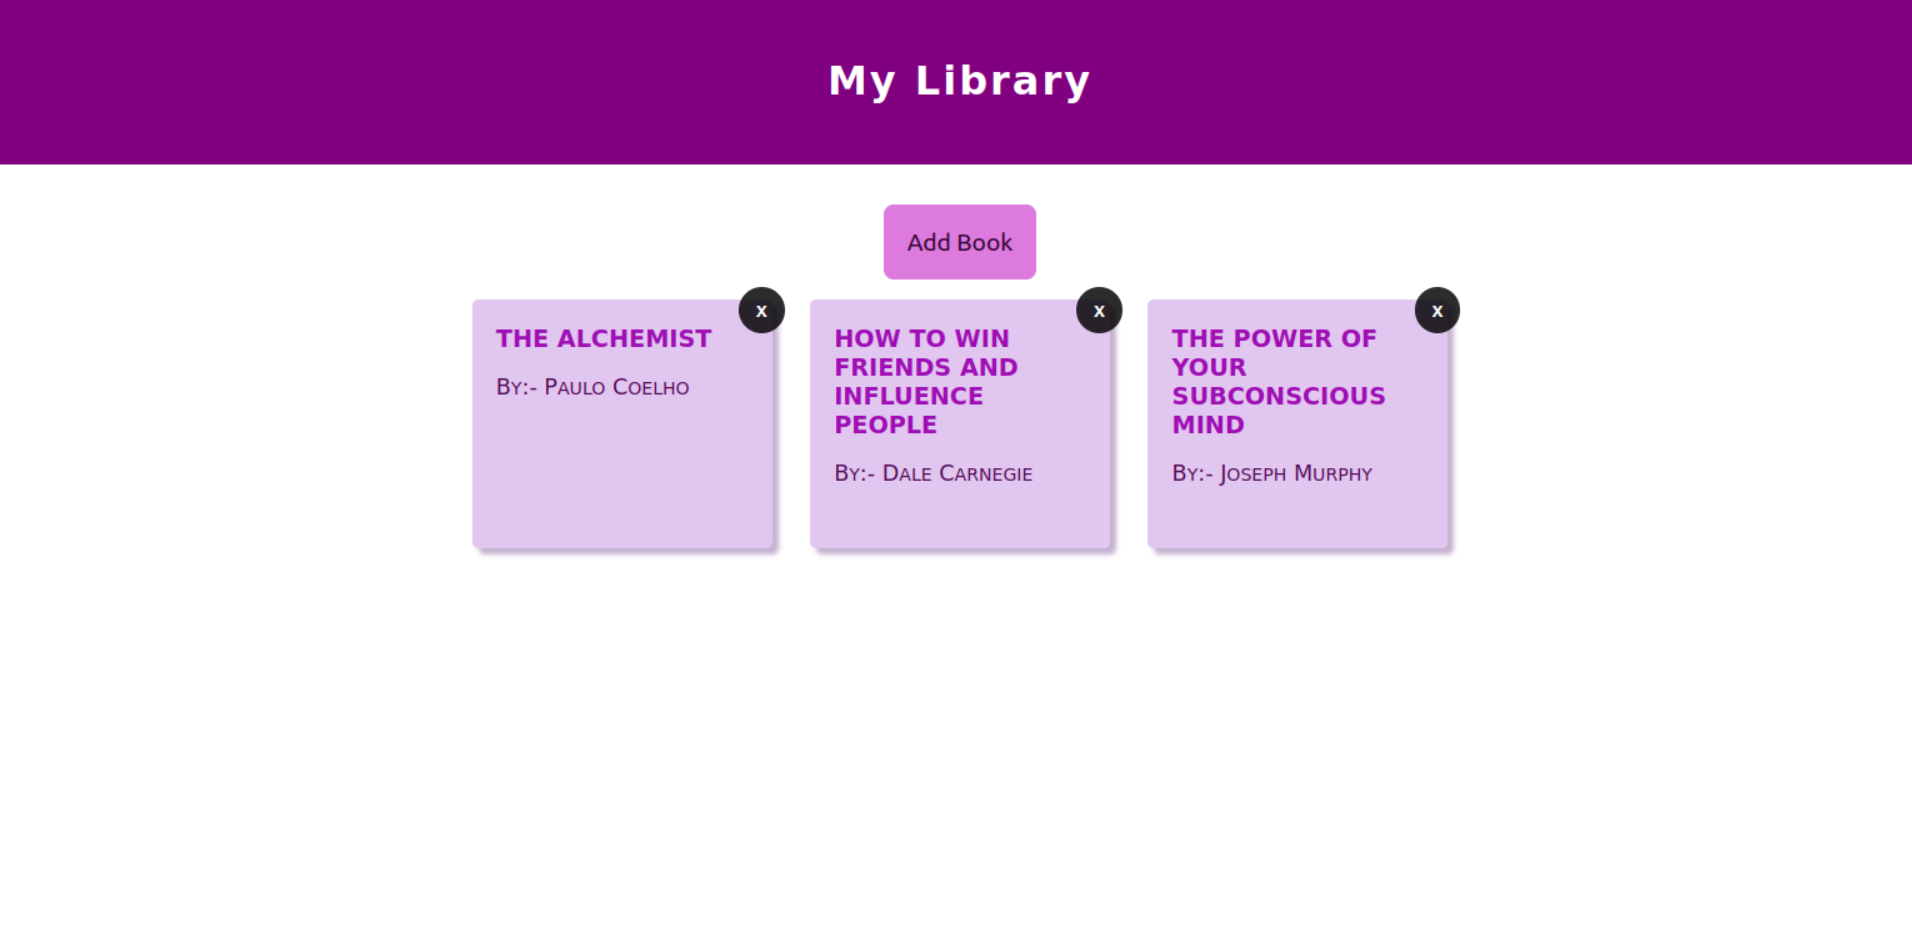 My Library
Add Book
X
THE ALCHEMIST
By:- Paulo Coelho
X
HOW TO WIN
FRIENDS AND
INFLUENCE
PEOPLE
By:- Dale Carnegie
X
THE POWER OF
YOUR
SUBCONSCIOUS
MIND
By:- Joseph Murphy